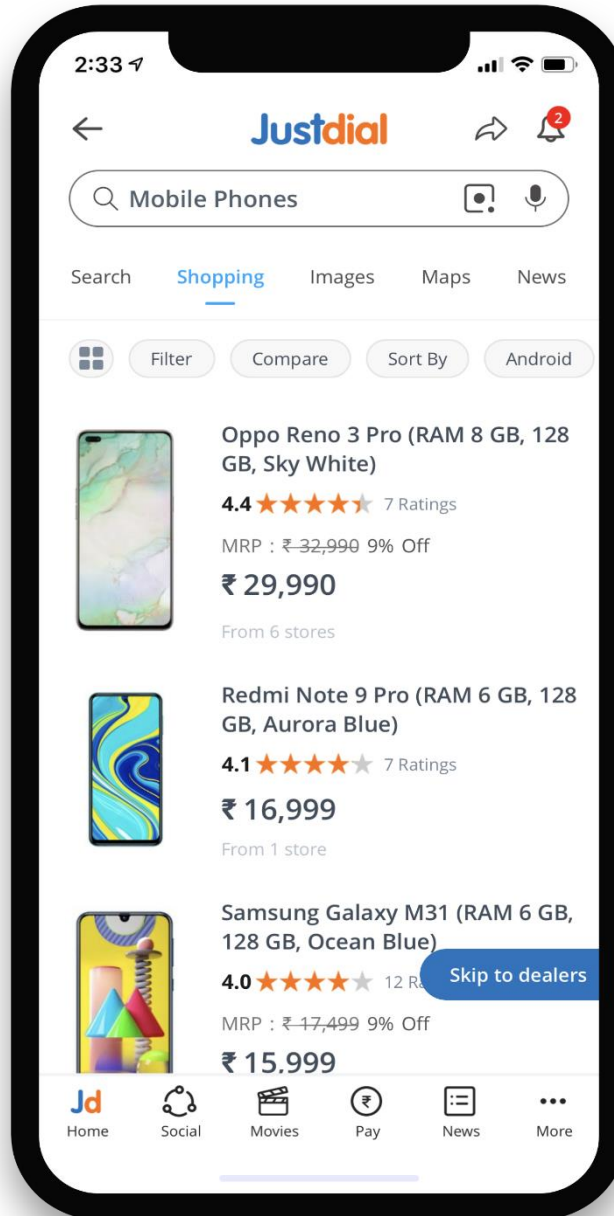 2:33
Justdial
2
Mobile Phones
Search Shopping Images Maps News
Filter Compare Sort By Android
Oppo Reno 3 Pro (RAM 8 GB, 128
GB, Sky White)
4.4 7 Ratings
MRP : ₹ 32,990 9% Off
₹ 29,990
From 6 stores
Redmi Note 9 Pro (RAM 6 GB, 128
GB, Aurora Blue)
4.1 7 Ratings
₹ 16,999
From 1 store
Samsung Galaxy M31 (RAM 6 GB,
128 GB, Ocean Blue)
4.0 12
Skip to dealers
MRP : ₹ 17,499 9% Off
₹ 15,999
Jd ₹
Home Social Movies Pay News More